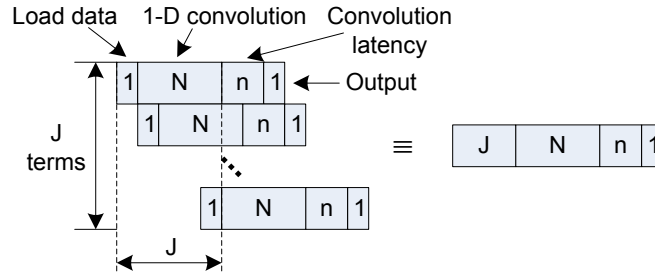 Load data 1-D convolution Convolution
latency
1 N n 1 Output
1 N n 1
J
terms
≡ J N n 1
1 N n 1
J